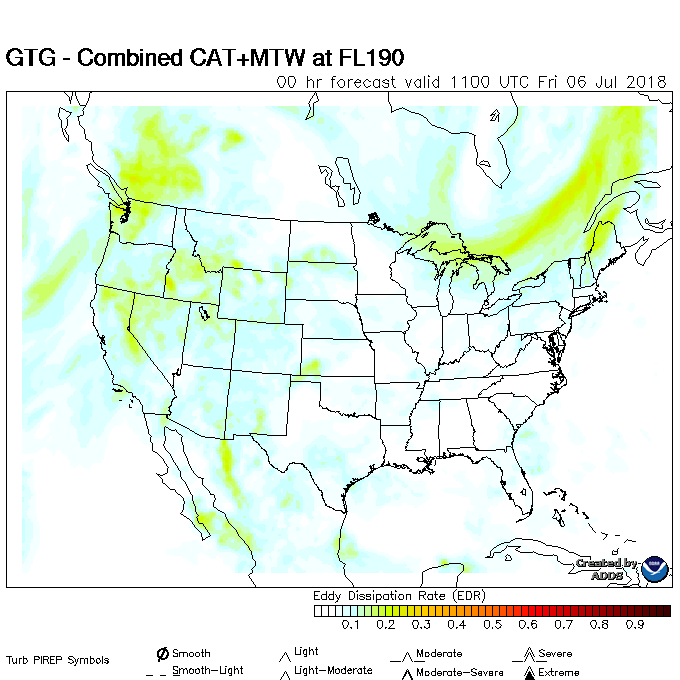 GTG - Combined CAT+MTW at FL190
00 hr forecast valid 1100 UTC Fri 06 Jul 2018
Created by
ADDS
Eddy Dissipation Rate (EDR)
0.1 0.2 0.3 0.4 0.5 0.6 0.7 0.8 0.9
Turb PIREP Symbols
Smooth Light Moderate Severe
Smooth-Light Light-Moderate Moderate-Severe Extreme